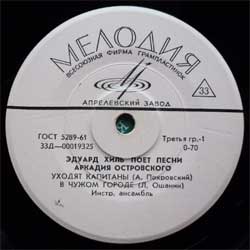 МЕЛОДИЯ
ВСЕСОЮЗНАЯ ФИРМА ГРАМПЛАСТИНОК
33
АПРЕЛЕВСКИЙ ЗАВОД
ГОСТ 5289-61
Третья гр.-1
33Д—00019325
0-70
ЭДУАРД ХИЛЬ ПОЕТ ПЕСНИ
АРКАДИЯ ОСТРОВСКОГО
УХОДЯТ КАПИТАНЫ (А. Поперечный)
В ЧУЖОМ ГОРОДЕ (Л. Ошанин)
Инстр. ансамбль